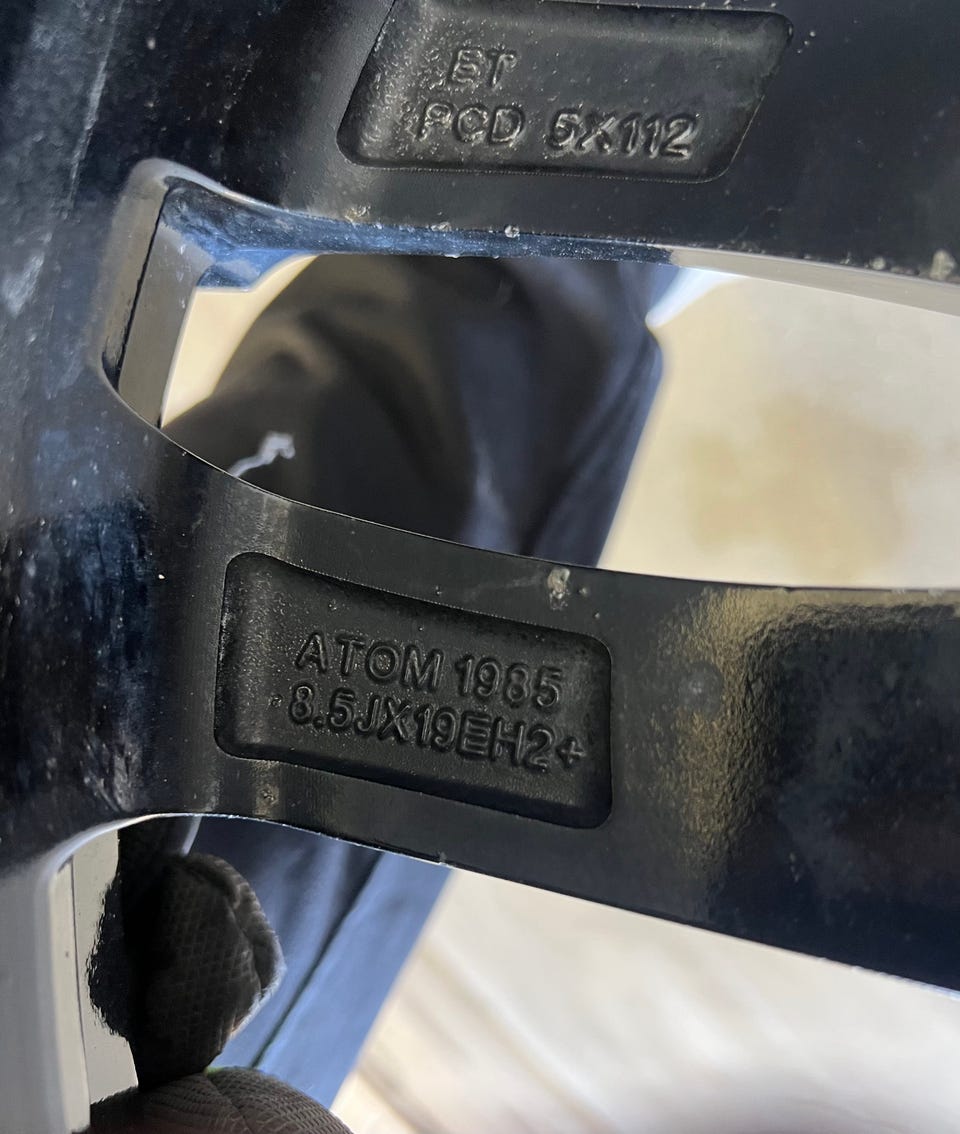 ET
PCD 5X112
ATOM 1985
8.5JX19EH2+